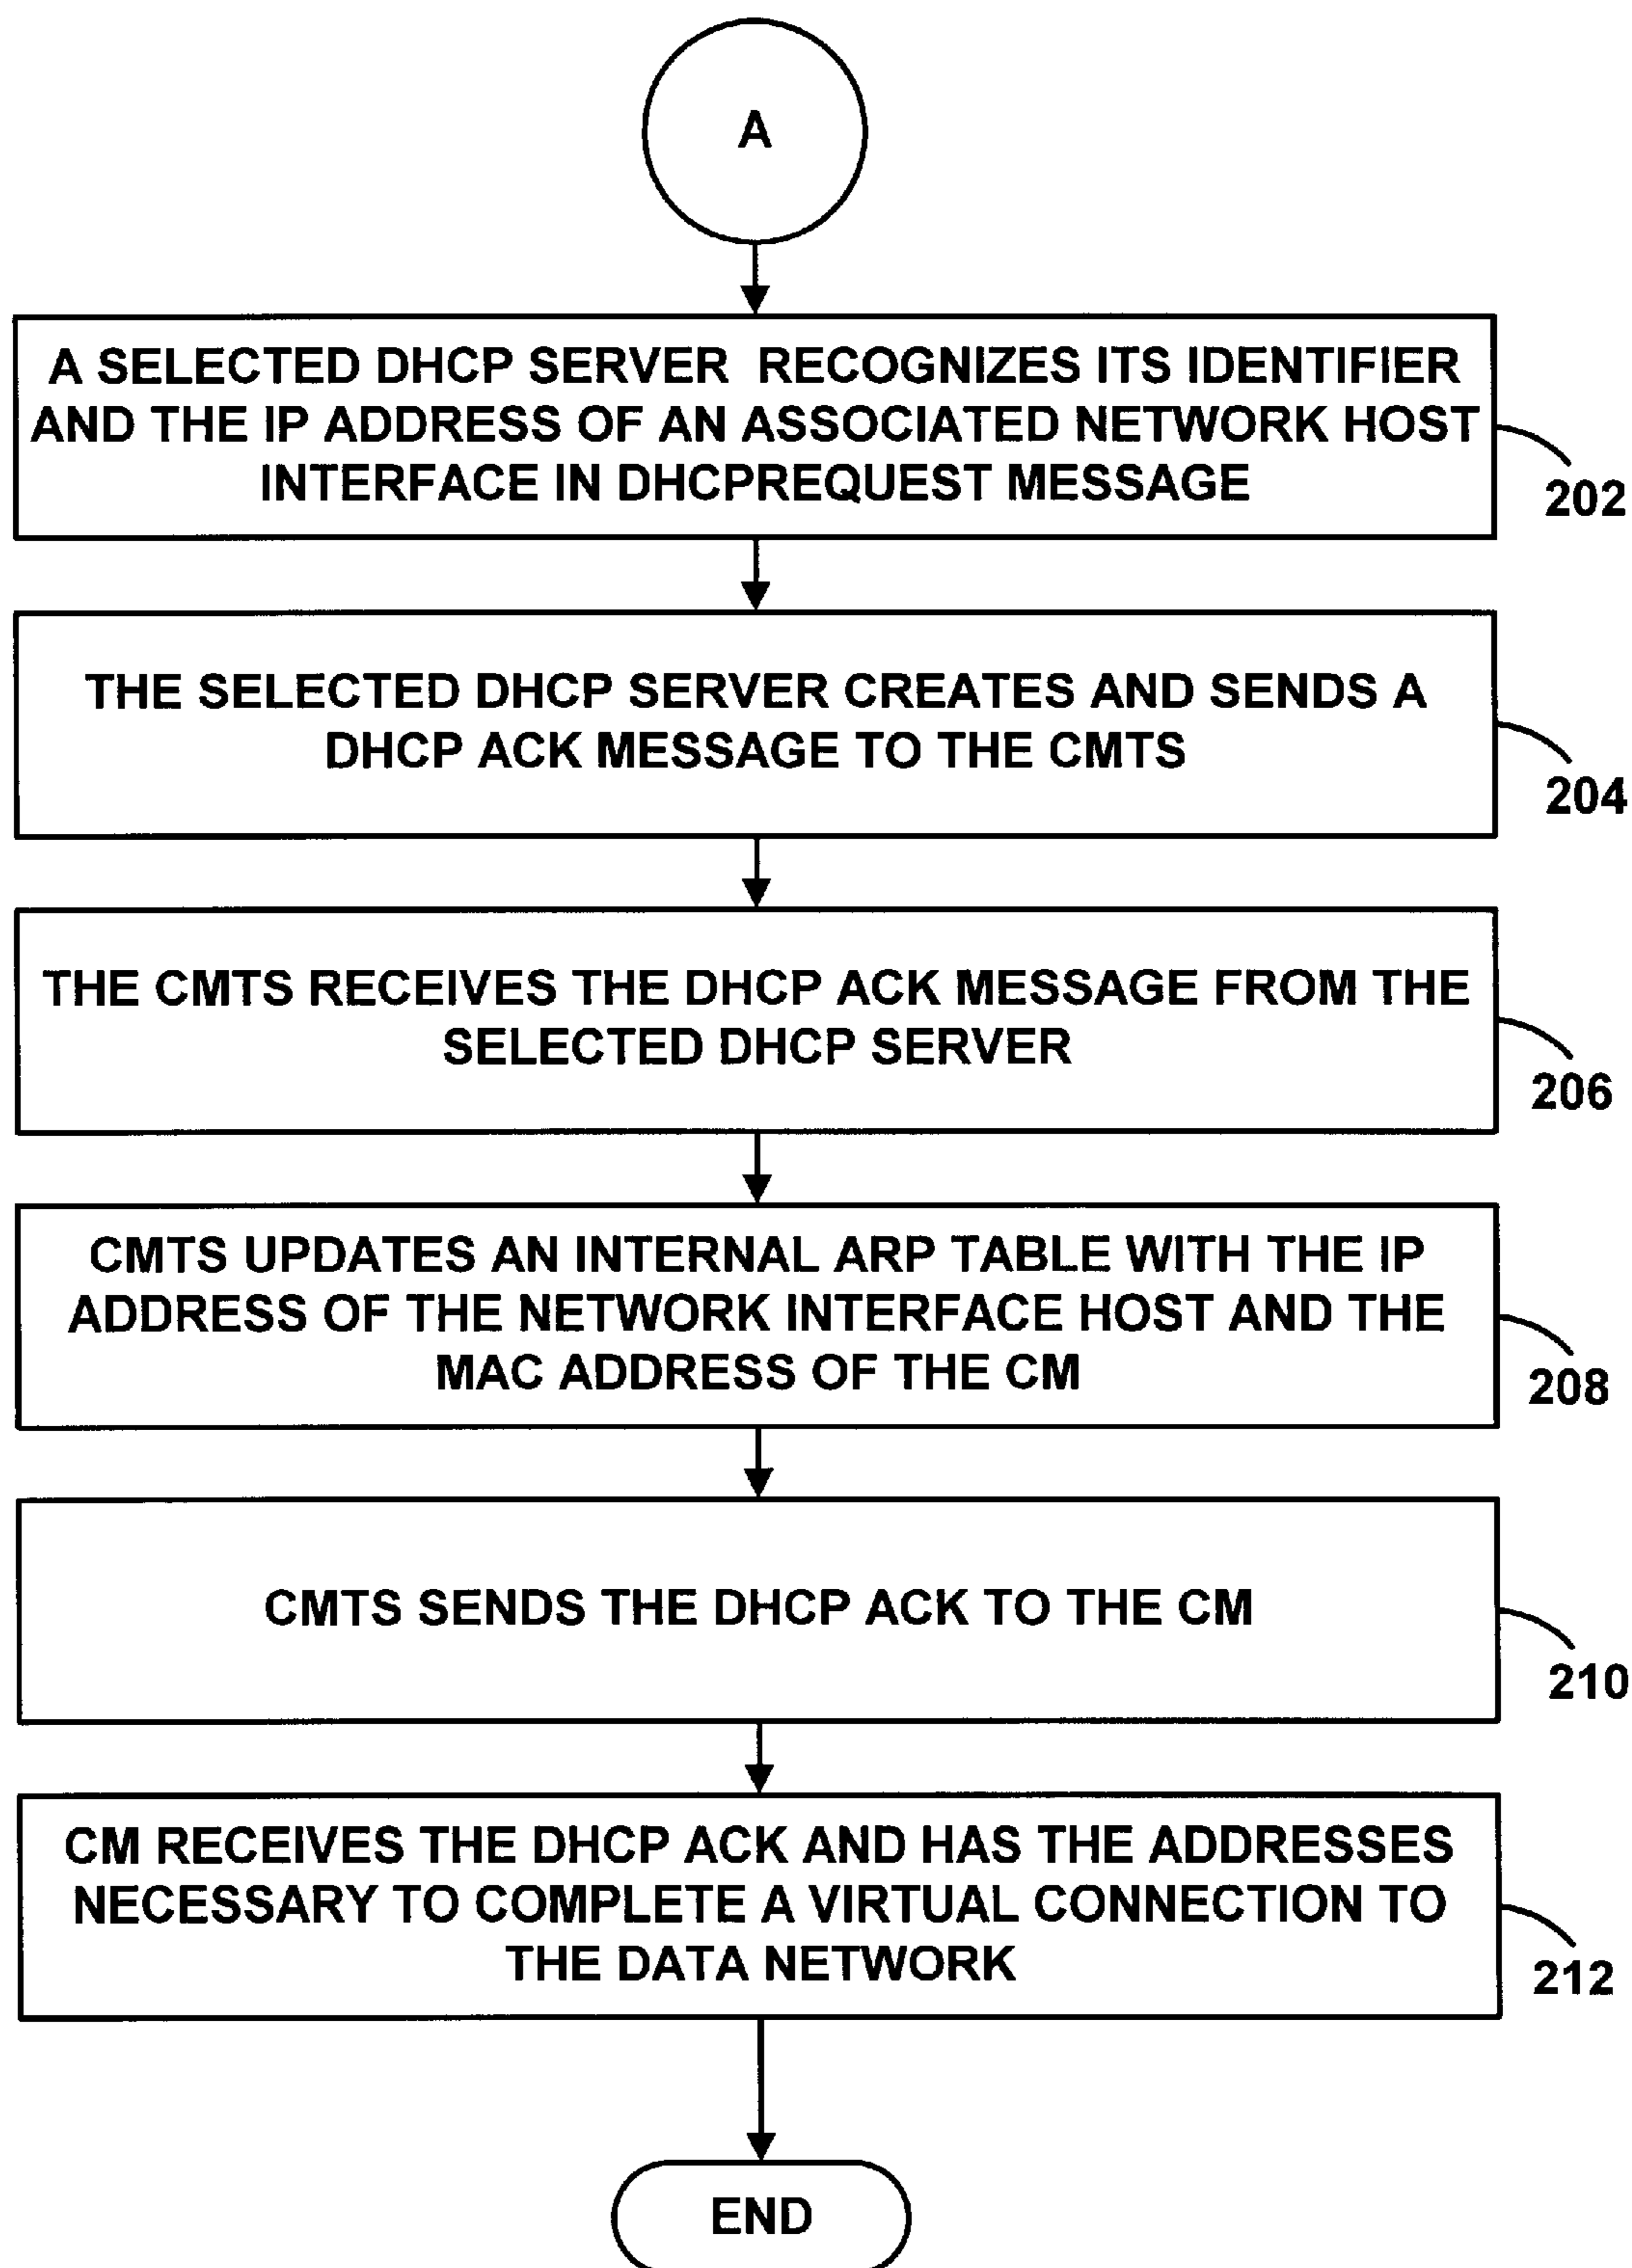 A
A SELECTED DHCP SERVER RECOGNIZES ITS IDENTIFIER
AND THE IP ADDRESS OF AN ASSOCIATED NETWORK HOST
INTERFACE IN DHCPREQUEST MESSAGE
202
THE SELECTED DHCP SERVER CREATES AND SENDS A
DHCP ACK MESSAGE TO THE CMTS
204
THE CMTS RECEIVES THE DHCP ACK MESSAGE FROM THE
SELECTED DHCP SERVER
206
CMTS UPDATES AN INTERNAL ARP TABLE WITH THE IP
ADDRESS OF THE NETWORK INTERFACE HOST AND THE
MAC ADDRESS OF THE CM
208
CMTS SENDS THE DHCP ACK TO THE CM
210
CM RECEIVES THE DHCP ACK AND HAS THE ADDRESSES
NECESSARY TO COMPLETE A VIRTUAL CONNECTION TO
THE DATA NETWORK
212
END